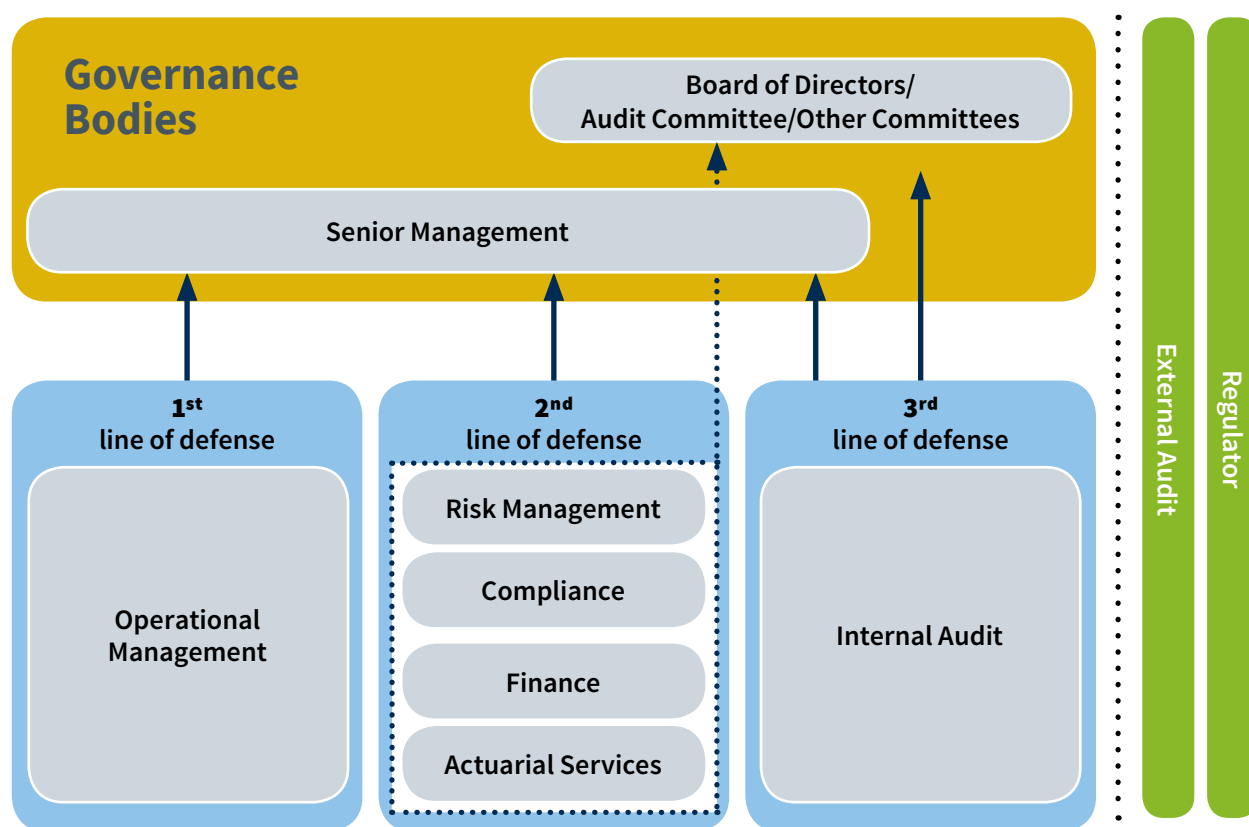 Governance
Bodies
Board of Directors/
Audit Committee/Other Committees
Senior Management
1st
line of defense
Operational
Management
2nd
line of defense
Risk Management
Compliance
Finance
Actuarial Services
3rd
line of defense
Internal Audit
External Audit
Regulator